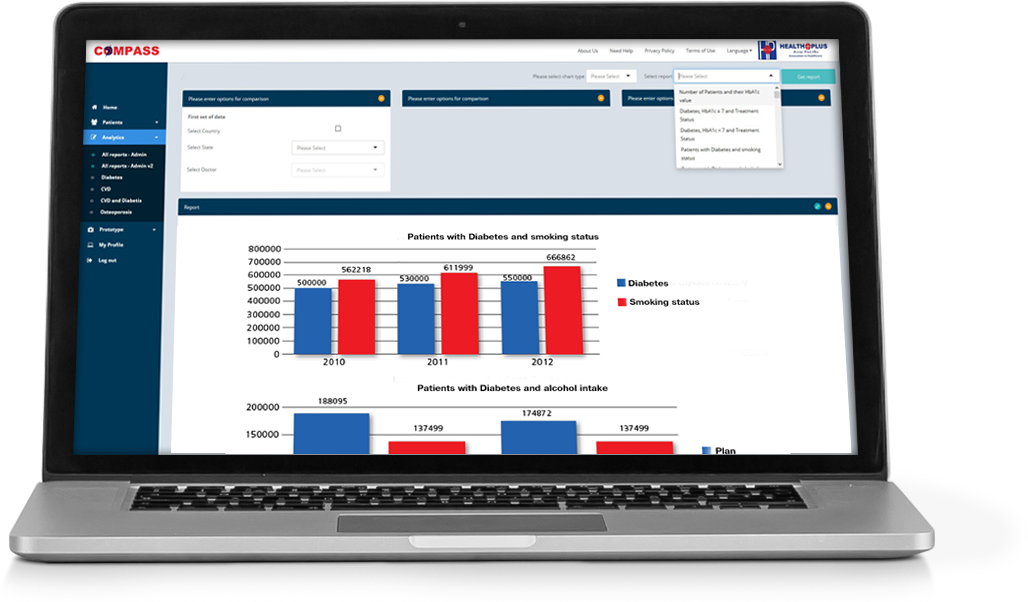 COMPASS
About Us Need Help Privacy Policy Terms of Use Language
HEALTH PLUS
Asia Pacific
Please select chart type Please Select Select report Please Select Get report
Number of Patients and their HbA1c
value
Diabetes, HbA1c ≥ 7 and Treatment
Status
Diabetes, HbA1c < 7 and Treatment
Status
Patients with Diabetes and smoking
status
Home
Patients
Analytics
All reports - Admin
All reports - Admin v2
Diabetes
CVD
CVD and Diabetis
Osteoporosis
Prototype
My Profile
Log out
Please enter options for comparison
Please enter options for comparison
Please enter options
First set of data
Select Country
Select State Please Select
Select Doctor Please Select
Report
Patients with Diabetes and smoking status
800000
700000
600000
500000
400000
300000
200000
100000
0
500000 562218 530000 611999 550000 666862
2010 2011 2012
Diabetes
Smoking status
Patients with Diabetes and alcohol intake
200000
150000
188095 137499 174872 137499
Plan